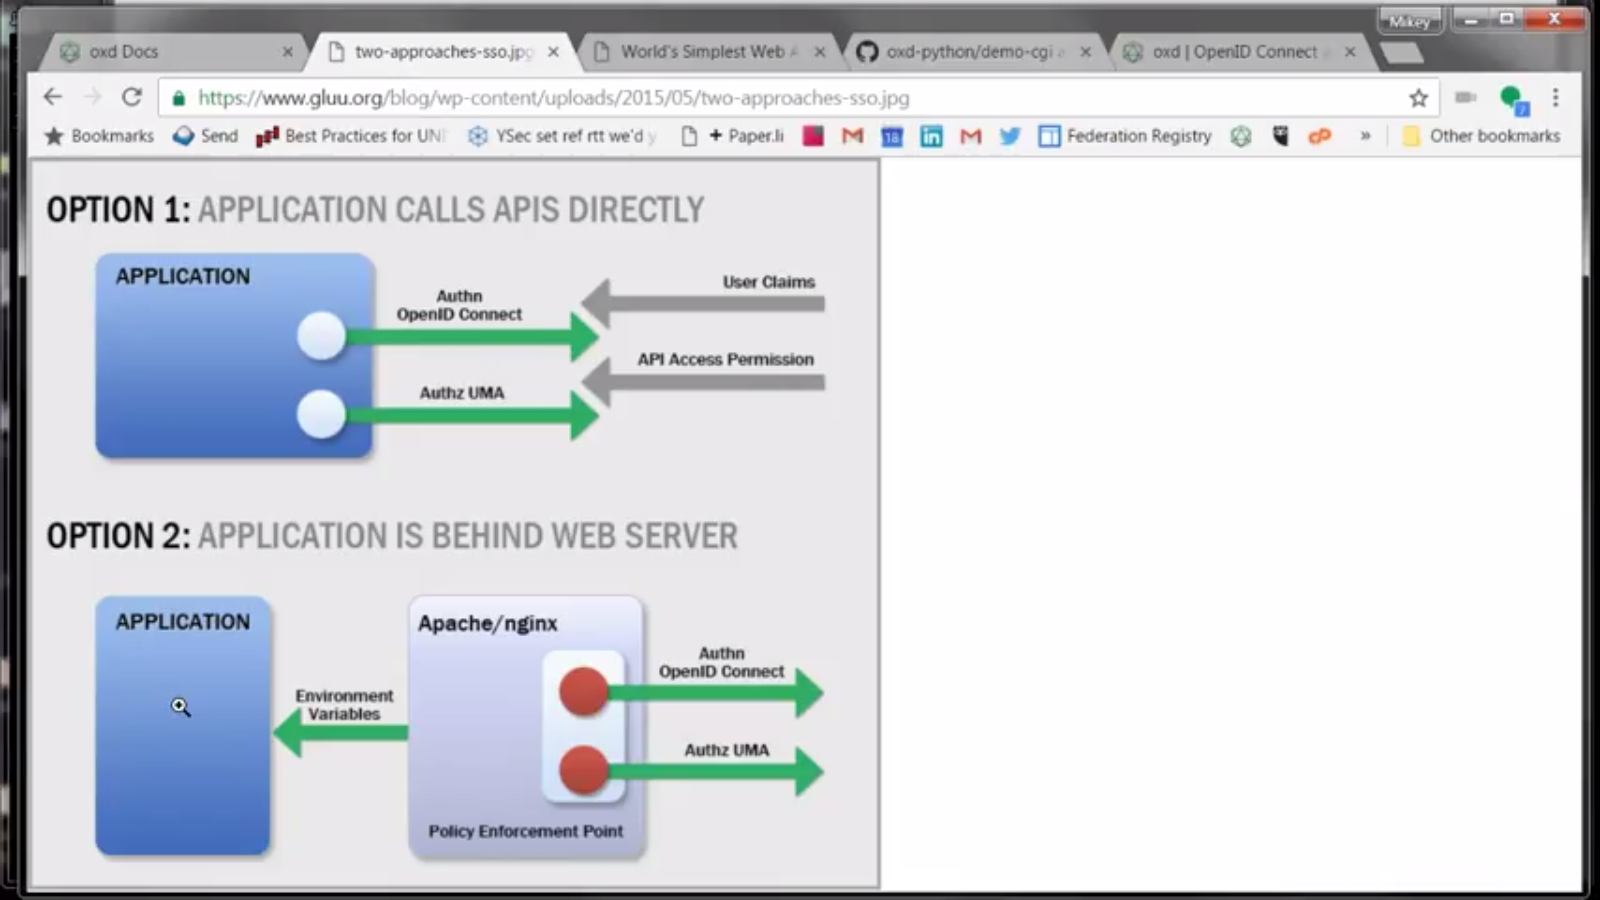 Mikey
oxd Docs
two-approaches-sso.jpg
World's Simplest Web
oxd-python/demo-cgi
oxd | OpenID Connect
https://www.gluu.org/blog/wp-content/uploads/2015/05/two-approaches-sso.jpg
Bookmarks
Send
Best Practices for UNI
YSec set ref rtt we'd y
+ Paper.li
18
in
Federation Registry
cP
»
Other bookmarks
OPTION 1: APPLICATION CALLS APIS DIRECTLY
APPLICATION
Authn
OpenID Connect
User Claims
API Access Permission
Authz UMA
OPTION 2: APPLICATION IS BEHIND WEB SERVER
APPLICATION
Environment
Variables
Apache/nginx
Authn
OpenID Connect
Authz UMA
Policy Enforcement Point